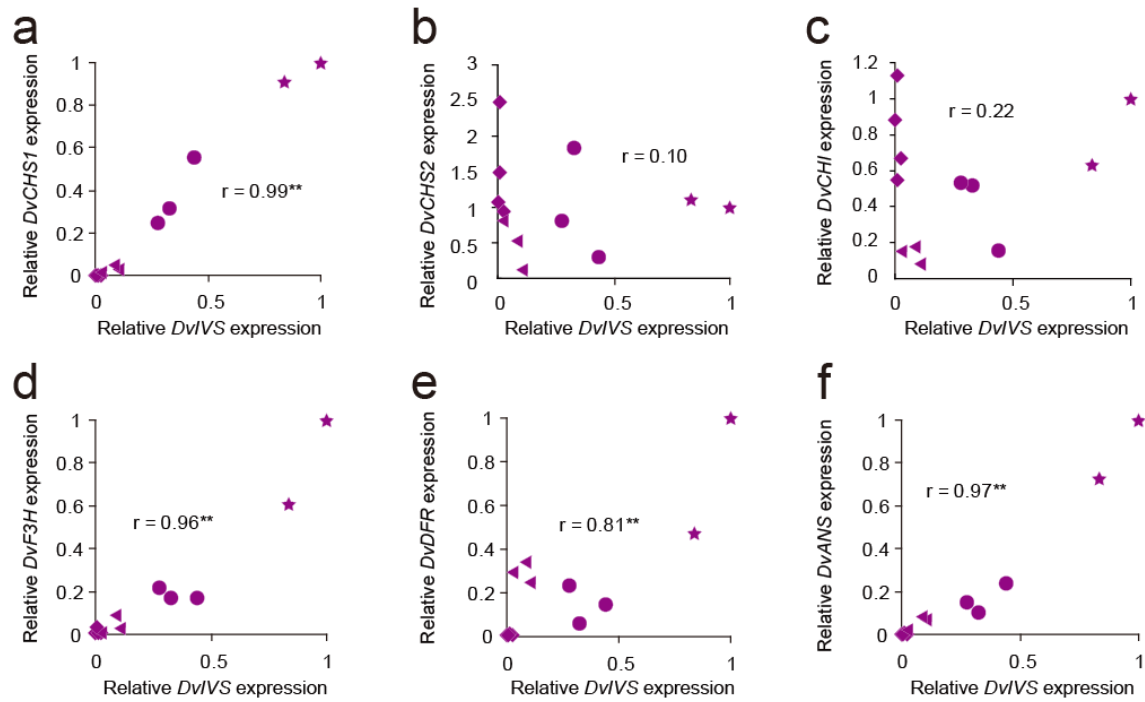 a
Relative DvCHS1 expression
1
0.8
0.6
0.4
0.2
0
r = 0.99**
0 0.5 1
Relative DvIVS expression
b
Relative DvCHS2 expression
3
2.5
2
1.5
1
0.5
0
r = 0.10
0 0.5 1
Relative DvIVS expression
c
Relative DvCHI expression
1.2
1
0.8
0.6
0.4
0.2
0
r = 0.22
0 0.5 1
Relative DvIVS expression
d
Relative DvF3H expression
1
0.8
0.6
0.4
0.2
0
r = 0.96**
0 0.5 1
Relative DvIVS expression
e
Relative DvDFR expression
1
0.8
0.6
0.4
0.2
0
r = 0.81**
0 0.5 1
Relative DvIVS expression
f
Relative DvANS expression
1
0.8
0.6
0.4
0.2
0
r = 0.97**
0 0.5 1
Relative DvIVS expression